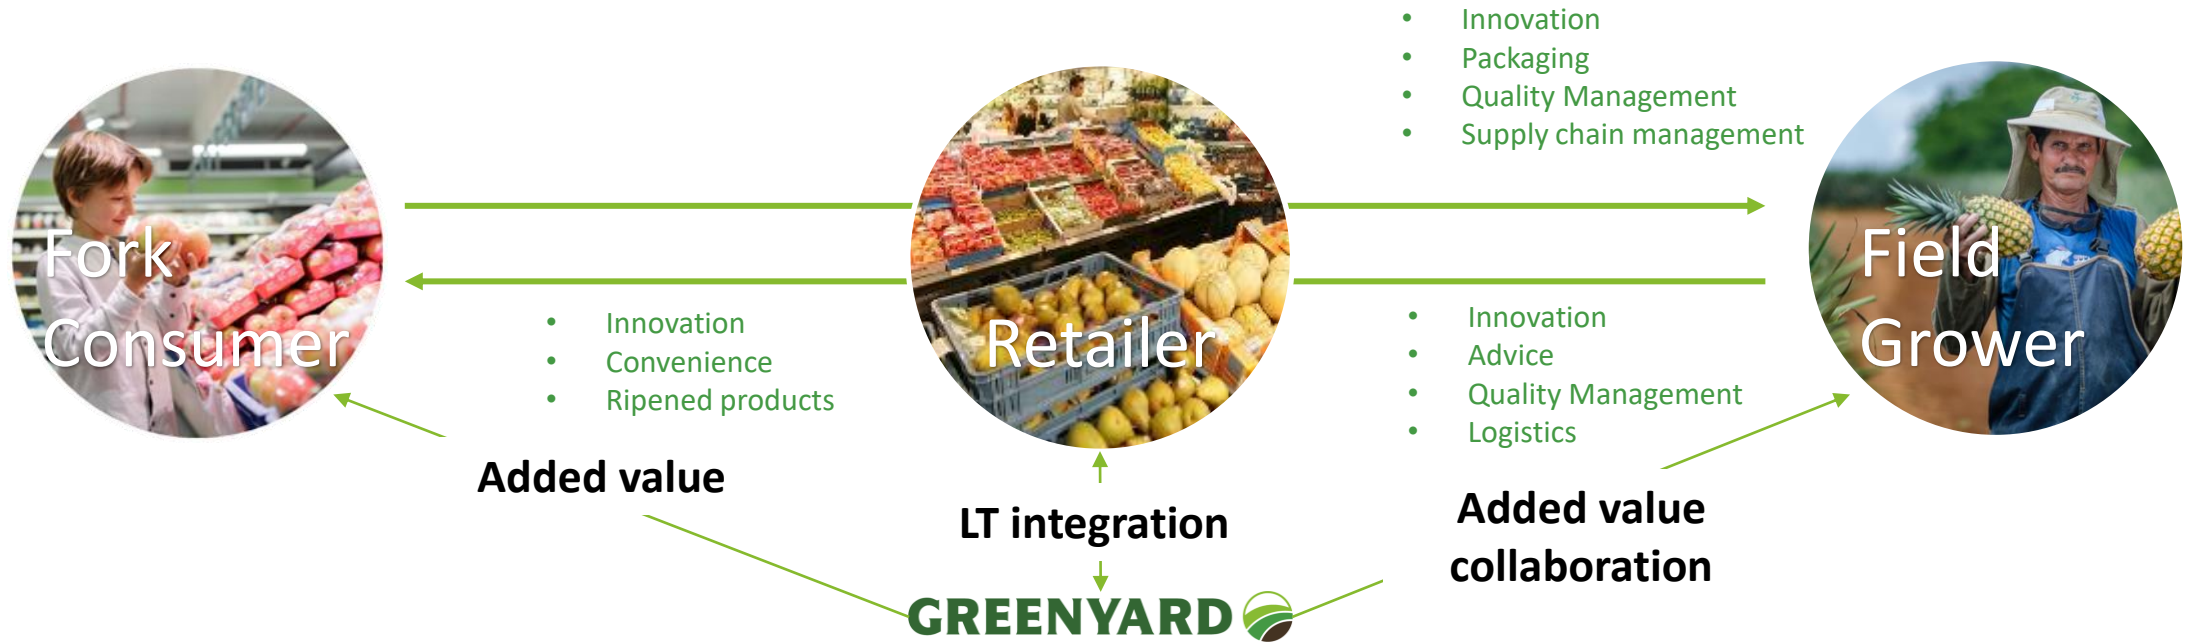 • Innovation
• Packaging
• Quality Management
• Supply chain management
Fork
Consumer
• Innovation
• Convenience
• Ripened products
Retailer
• Innovation
• Advice
• Quality Management
• Logistics
Field
Grower
Added value
LT integration
Added value
collaboration
GREENYARD